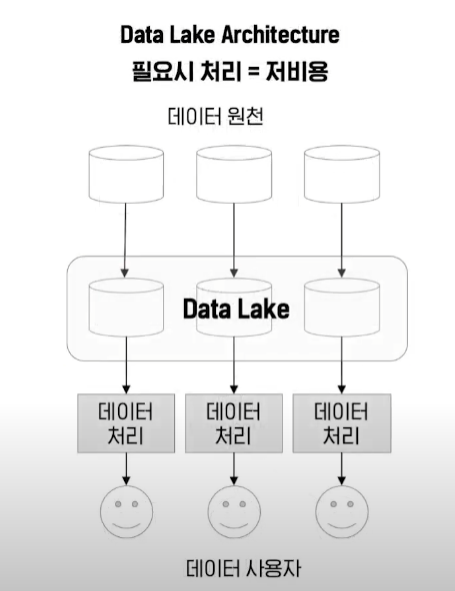 Data Lake Architecture
필요시 처리 = 저비용
데이터 원천
Data Lake
데이터
처리
데이터
처리
데이터
처리
데이터 사용자